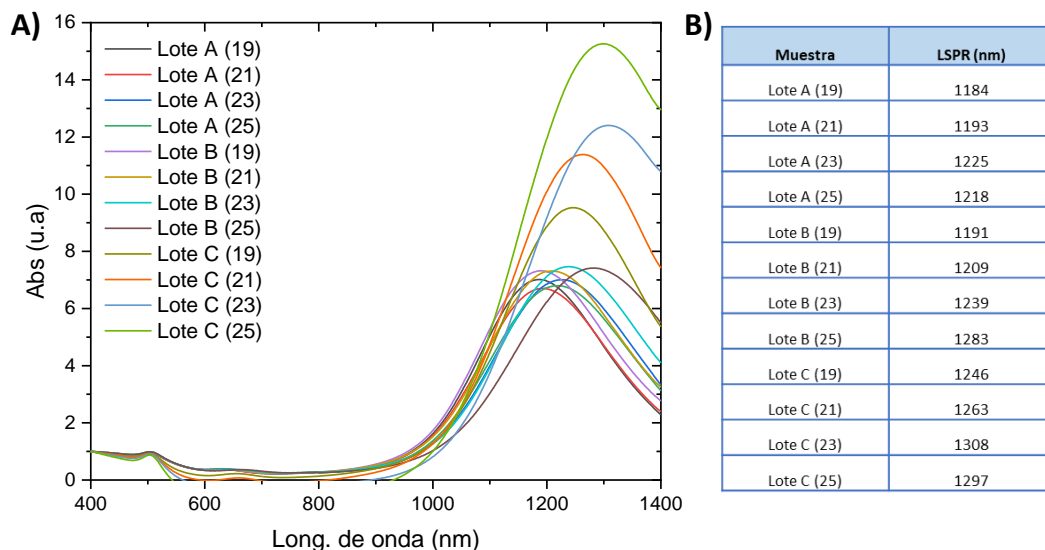 A)
16
14
12
10
8
6
4
2
0
Abs (u.a)
Lote A (19)
Lote A (21)
Lote A (23)
Lote A (25)
Lote B (19)
Lote B (21)
Lote B (23)
Lote B (25)
Lote C (19)
Lote C (21)
Lote C (23)
Lote C (25)
400 600 800 1000 1200 1400
Long. de onda (nm)
B)
Muestra LSPR (nm)
Lote A (19) 1184
Lote A (21) 1193
Lote A (23) 1225
Lote A (25) 1218
Lote B (19) 1191
Lote B (21) 1209
Lote B (23) 1239
Lote B (25) 1283
Lote C (19) 1246
Lote C (21) 1263
Lote C (23) 1308
Lote C (25) 1297